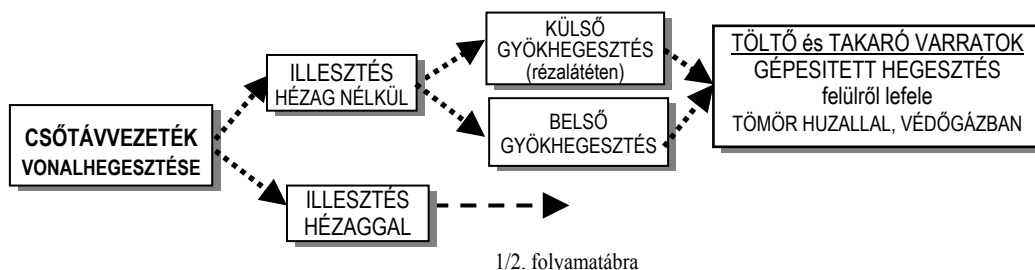 CSŐTÁVVEZETÉK
VONALHEGESZTÉSE
ILLESZTÉS
HÉZAG NÉLKÜL
ILLESZTÉS
HÉZAGGAL
KÜLSŐ
GYÖKHEGESZTÉS
(rézalátéten)
BELSŐ
GYÖKHEGESZTÉS
TÖLTŐ és TAKARÓ VARRATOK
GÉPESITETT HEGESZTÉS
felülről lefele
TÖMÖR HUZALLAL, VÉDŐGÁZBAN
1/2. folyamatábra